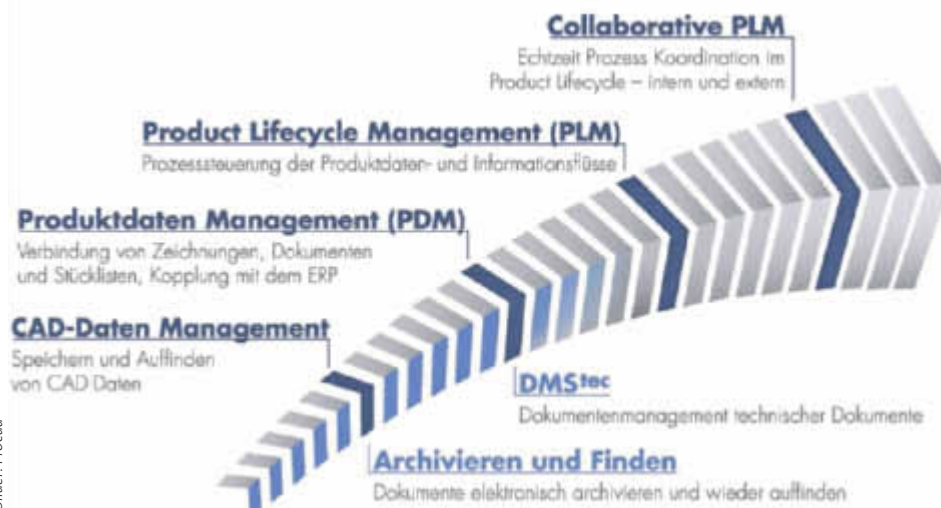 Collaborative PLM
Echtzeit Prozess Koordination im
Product Lifecycle – intern und extern
Product Lifecycle Management (PLM)
Prozesssteuerung der Produktdaten- und Informationsflüsse
Produktdaten Management (PDM)
Verbindung von Zeichnungen, Dokumenten
und Stücklisten, Kopplung mit dem ERP
CAD-Daten Management
Speichern und Auffinden
von CAD Daten
DMStec
Dokumentenmanagement technischer Dokumente
Archivieren und Finden
Dokumente elektronisch archivieren und wieder auffinden